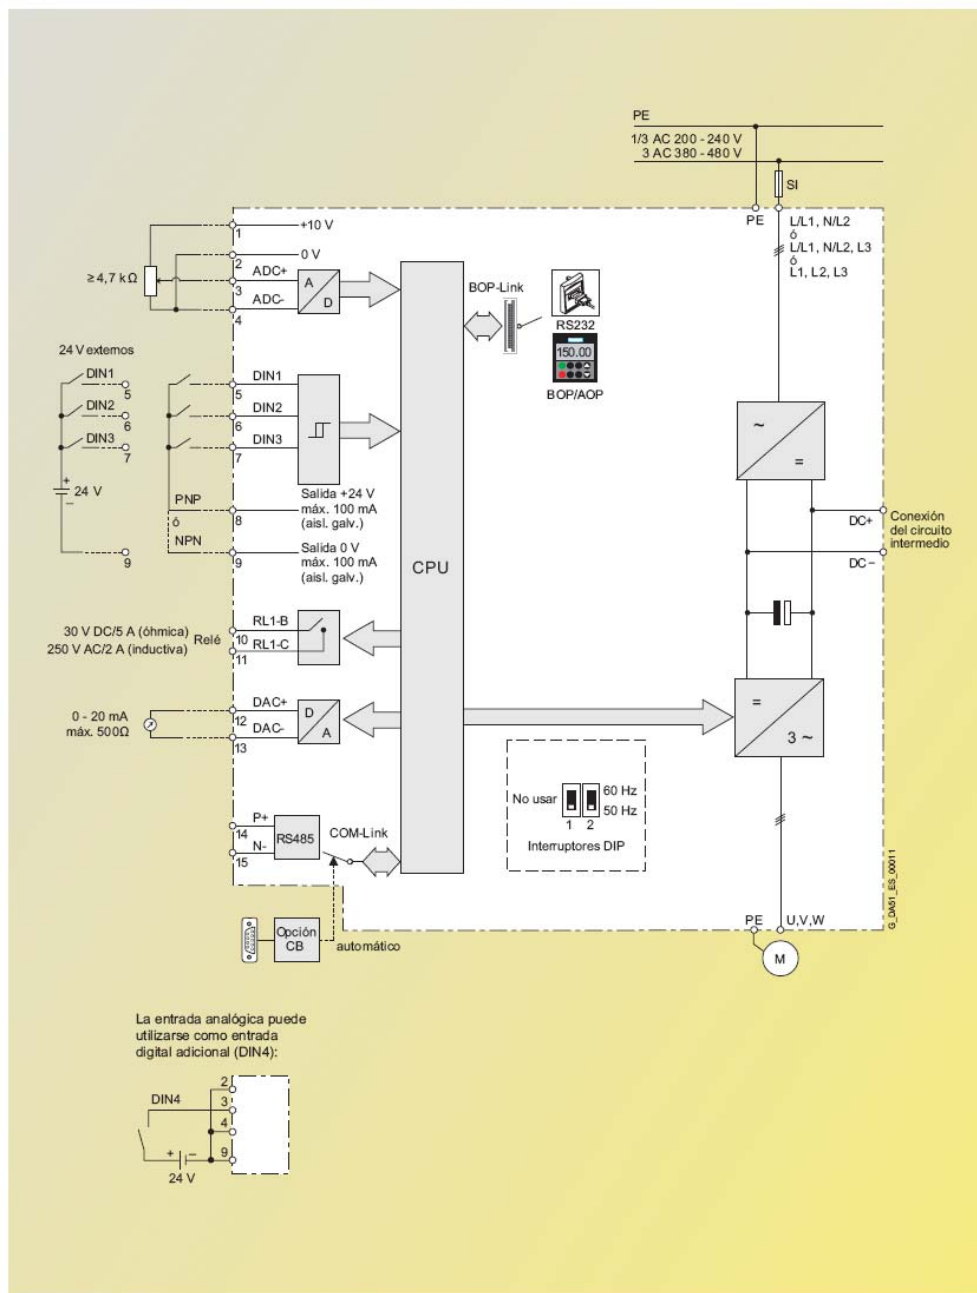 PE
1/3 AC 200 - 240 V
3 AC 380 - 480 V
SI
PE
L/L1, N/L2
ó
L/L1, N/L2, L3
ó
L1, L2, L3
+10 V
1
0 V
2
ADC+
3
ADC-
4
≥ 4,7 kΩ
A
D
BOP-Link
RS232
150.00
BOP/AOP
24 V externos
DIN1
5
DIN2
6
DIN3
7
+
24 V
–
9
DIN1
5
DIN2
6
DIN3
7
PNP
ó
NPN
8
Salida +24 V
máx. 100 mA
(aisl. galv.)
9
Salida 0 V
máx. 100 mA
(aisl. galv.)
CPU
~
=
DC+
DC –
Conexión
del circuito
intermedio
30 V DC/5 A (óhmica)
250 V AC/2 A (inductiva)
Relé
RL1-B
10
RL1-C
11
0 - 20 mA
máx. 500Ω
DAC+
12
DAC-
13
D
A
=
3 ~
No usar
60 Hz
50 Hz
1 2
Interruptores DIP
P+
14
N-
15
RS485
COM-Link
Opción
CB
automático
PE
U,V,W
M
G_DA51_ES_00011
La entrada analógica puede
utilizarse como entrada
digital adicional (DIN4):
DIN4
2
3
4
9
+ –
24 V